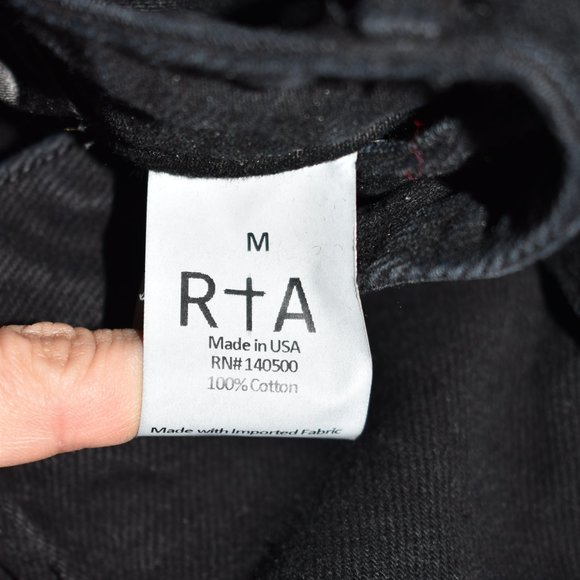 M
R†A
Made in USA
RN# 140500
100% Cotton
Made with Imported Fabric